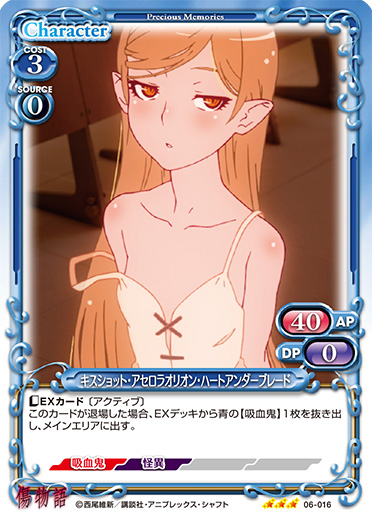 Precious Memories
Character
COST
3
SOURCE
0
40 AP
DP 0
キスショット・アセロラオリオン・ハートアンダーブレード
EXカード〔アクティブ〕
このカードが退場した場合、EXデッキから青の【吸血鬼】1枚を抜き出
し、メインエリアに出す。
吸血鬼 怪異
傷物語
©西尾維新／講談社・アニプレックス・シャフト
★★★ 06-016